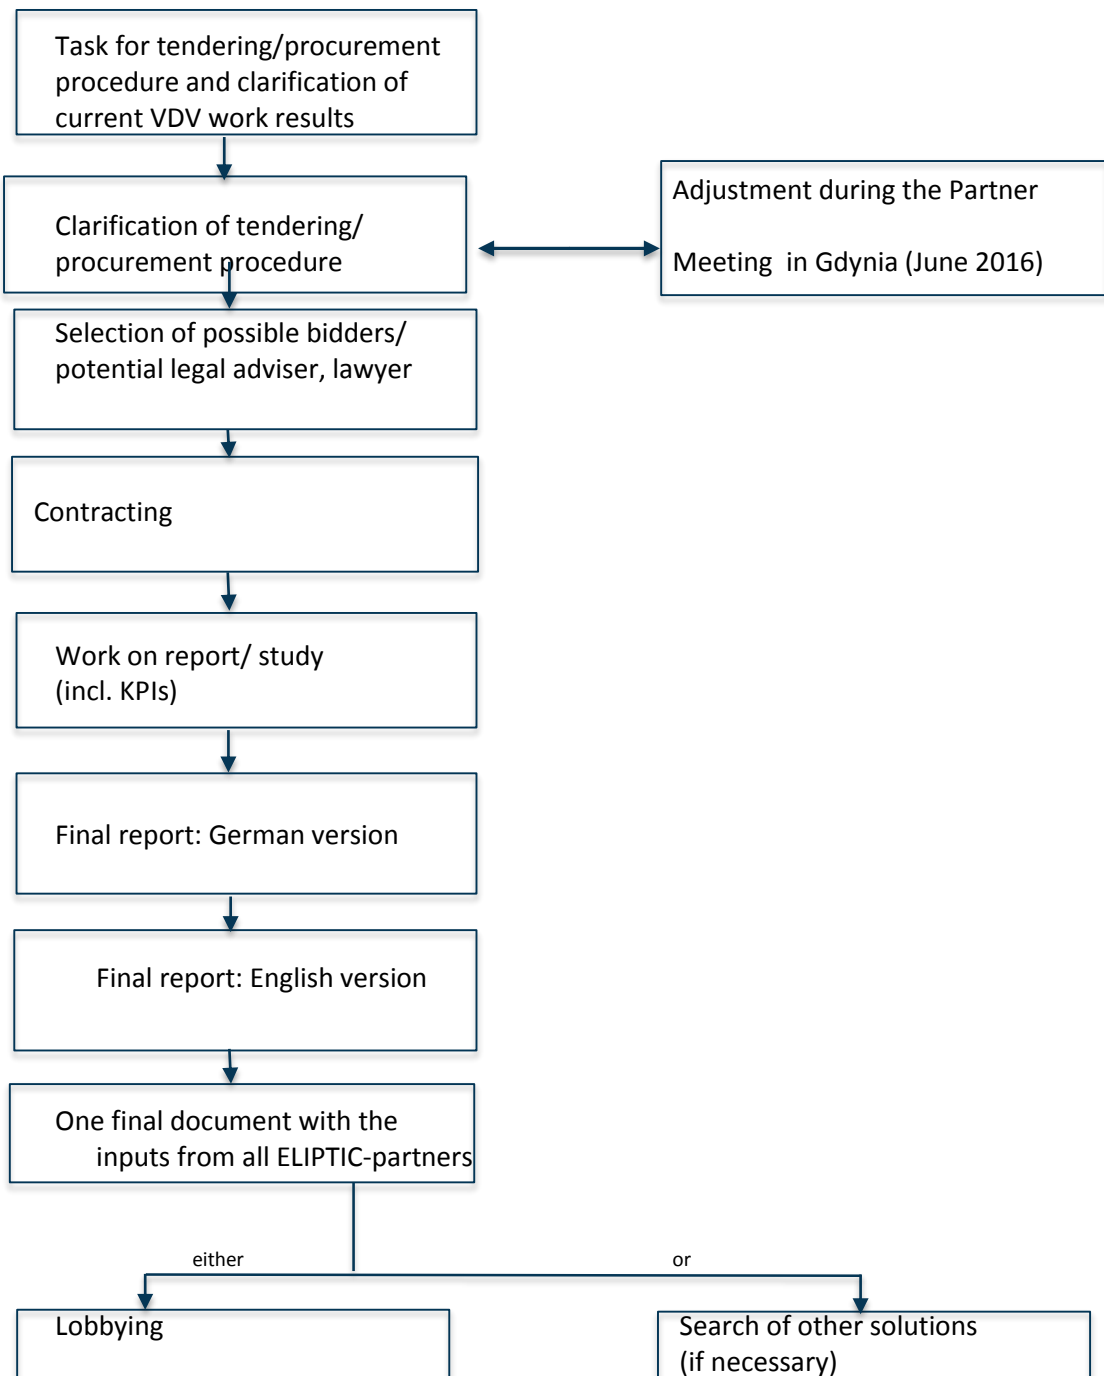 Task for tendering/procurement
procedure and clarification of
current VDV work results
Clarification of tendering/
procurement procedure
Adjustment during the Partner
Meeting in Gdynia (June 2016)
Selection of possible bidders/
potential legal adviser, lawyer
Contracting
Work on report/ study
(incl. KPIs)
Final report: German version
Final report: English version
One final document with the
inputs from all ELIPTIC-partners
either
or
Lobbying
Search of other solutions
(if necessary)